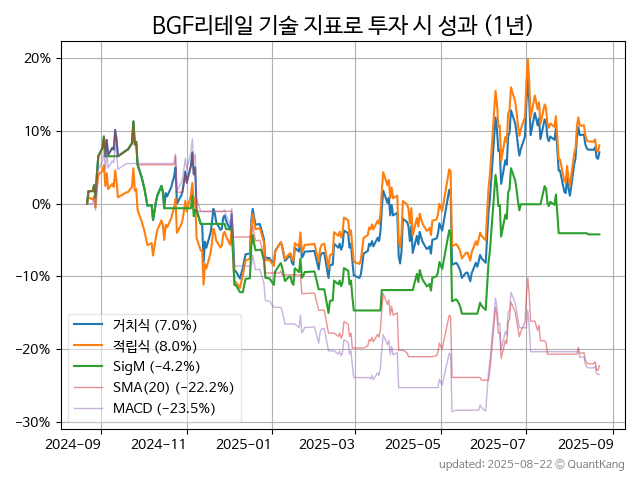 BGF리테일 기술 지표로 투자 시 성과 (1년)
20%
10%
0%
−10%
−20%
−30%
거치식 (7.0%)
적립식 (8.0%)
SigM (−4.2%)
SMA(20) (−22.2%)
MACD (−23.5%)
2024-09 2024-11 2025-01 2025-03 2025-05 2025-07 2025-09
updated: 2025-08-22 ⓒ QuantKang